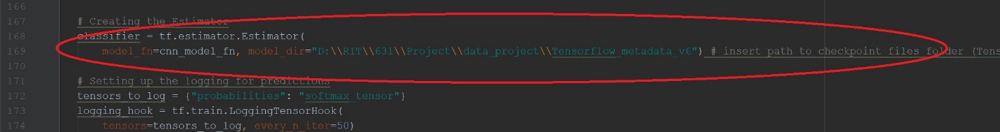 166
167 # Creating the Estimator
168 classifier = tf.estimator.Estimator(
169 model_fn=cnn_model_fn, model_dir="D:\\RIT\\631\\Project\\data_project\\Tensorflow_metadata_v6") # insert path to checkpoint files folder (Tens
170
171 # Setting up the logging for predictions
172 tensors_to_log = {"probabilities": "softmax_tensor"}
173 logging_hook = tf.train.LoggingTensorHook(
174 tensors=tensors_to_log, every_n_iter=50)